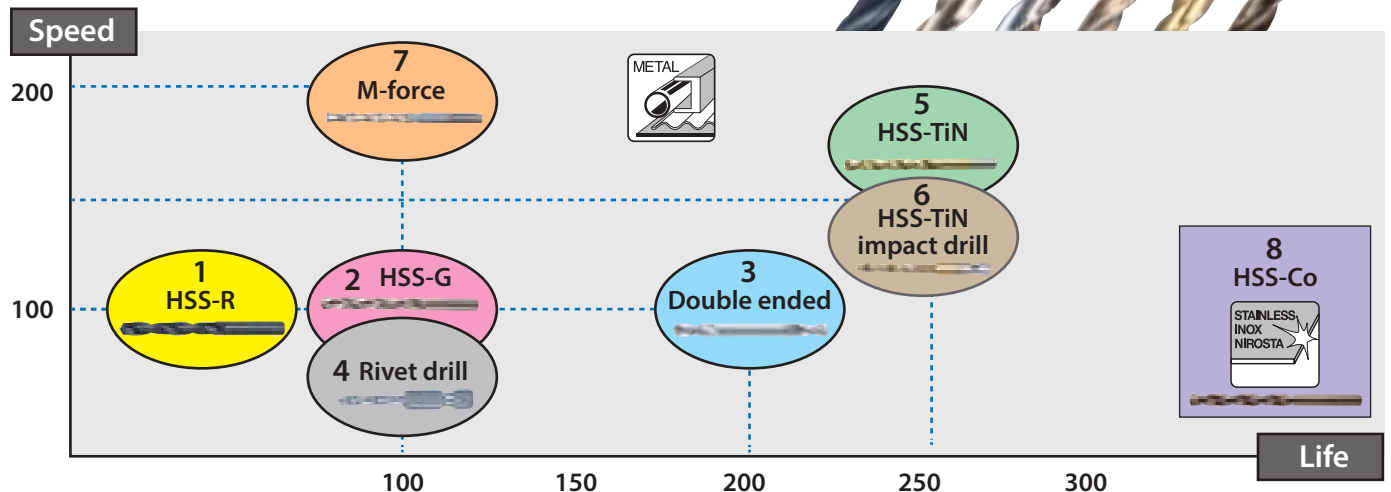 Speed
200
100
7
M-force
METAL
5
HSS-TiN
6
HSS-TiN
impact drill
1
HSS-R
2 HSS-G
4 Rivet drill
3
Double ended
8
HSS-Co
STAINLESS
INOX
NIROSTA
Life
100
150
200
250
300